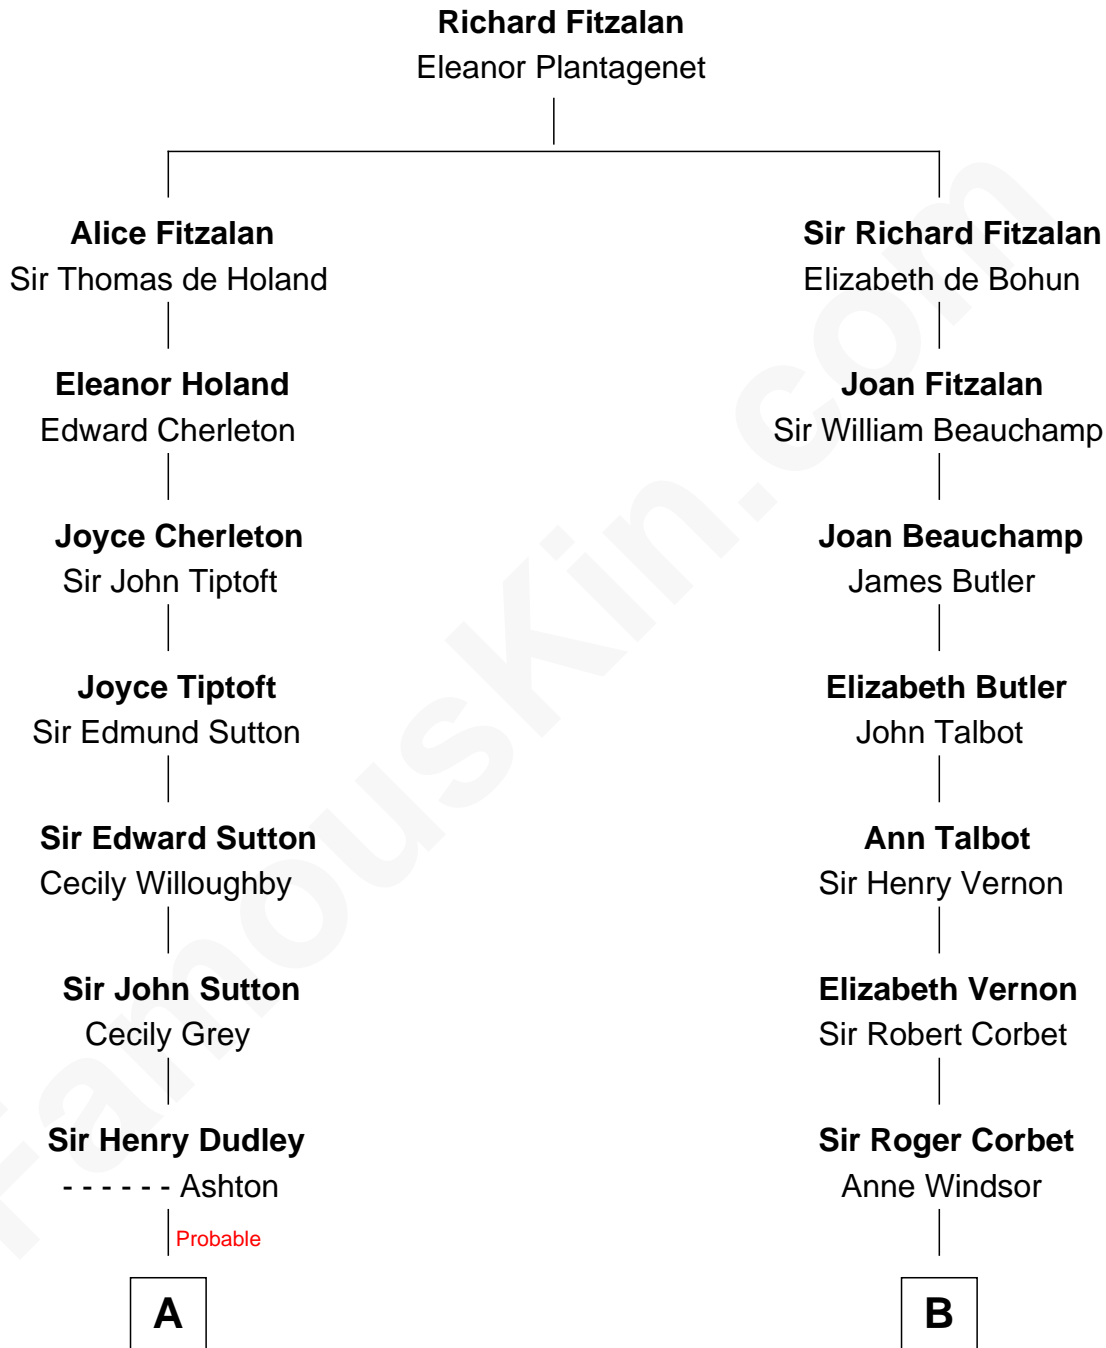 Richard Fitzalan
Eleanor Plantagenet
Alice Fitzalan
Sir Thomas de Holand
Sir Richard Fitzalan
Elizabeth de Bohun
Eleanor Holand
Edward Cherleton
Joan Fitzalan
Sir William Beauchamp
Joyce Cherleton
Sir John Tiptoft
Joan Beauchamp
James Butler
Joyce Tiptoft
Sir Edmund Sutton
Elizabeth Butler
John Talbot
Sir Edward Sutton
Cecily Willoughby
Ann Talbot
Sir Henry Vernon
Sir John Sutton
Cecily Grey
Elizabeth Vernon
Sir Robert Corbet
Sir Henry Dudley
- - - - - - Ashton
Sir Roger Corbet
Anne Windsor
Probable
A
B
FamousKin.com